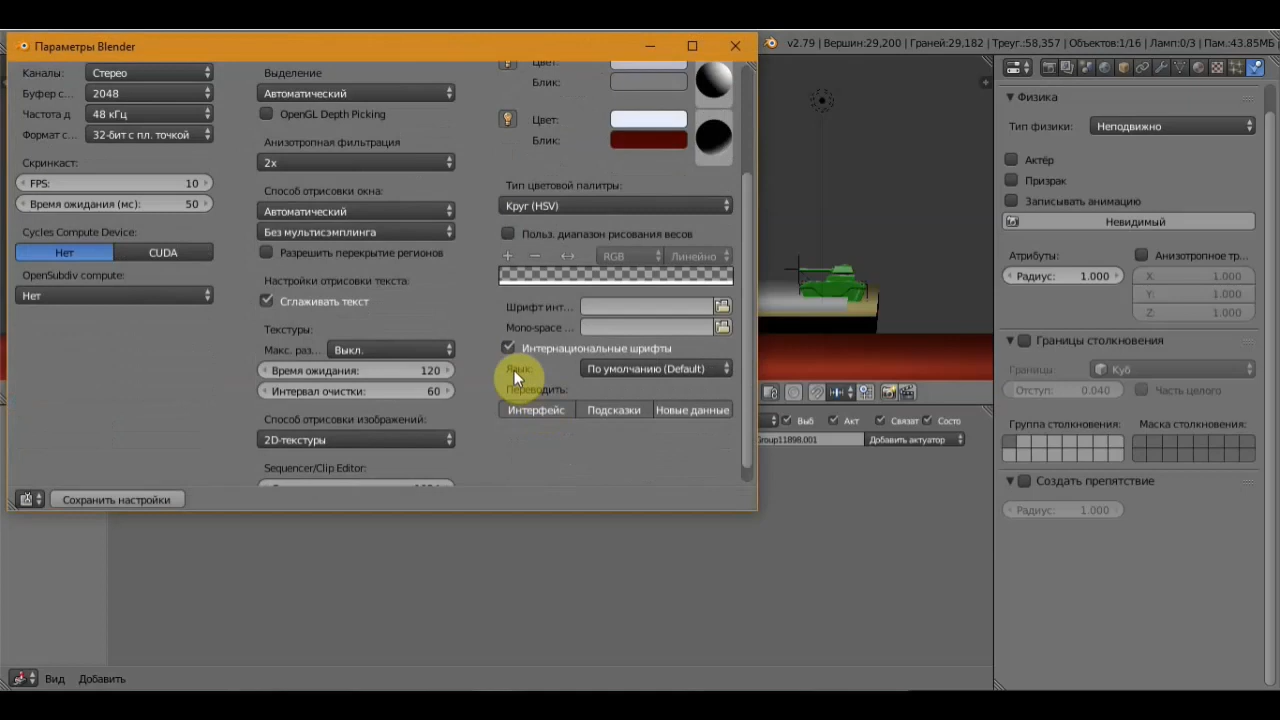 Параметры Blender
v2.79 | Вершин:29,200 | Граней:29,182 | Треуг.:58,357 | Объектов:1/16 | Ламп:0/3 | Пам.:43.85МБ
Каналы: Стерео
Буфер с... 2048
Частота д 48 кГц
Формат с... 32-бит с пл. точкой
Скринкаст:
FPS: 10
Время ожидания (мс): 50
Cycles Compute Device:
Нет CUDA
OpenSubdiv compute:
Нет
Выделение
Автоматический
OpenGL Depth Picking
Анизотропная фильтрация
2x
Способ отрисовки окна:
Автоматический
Без мультисэмплинга
Разрешить перекрытие регионов
Настройки отрисовки текста:
Сглаживать текст
Текстуры:
Макс. раз... Выкл.
Время ожидания: 120
Интервал очистки: 60
Способ отрисовки изображений:
2D-текстуры
Sequencer/Clip Editor:
Цвет:
Блик:
Цвет:
Блик:
Тип цветовой палитры:
Круг (HSV)
Польз. диапазон рисования весов
RGB Линейно
Шрифт инт...
Mono-space ...
Интернациональные шрифты
Язык: По умолчанию (Default)
Переводить:
Интерфейс Подсказки Новые данные
Сохранить настройки
Физика
Тип физики: Неподвижно
Актёр
Призрак
Записывать анимацию
Невидимый
Атрибуты: Анизотропное тр...
Радиус: 1.000 X: 1.000
Y: 1.000
Z: 1.000
Границы столкновения
Границы: Куб
Отступ: 0.040 Часть целого
Группа столкновения: Маска столкновения:
Создать препятствие
Радиус: 1.000
Выб Акт Связат Состо
Group11898.001 Добавить актуатор
Вид Добавить